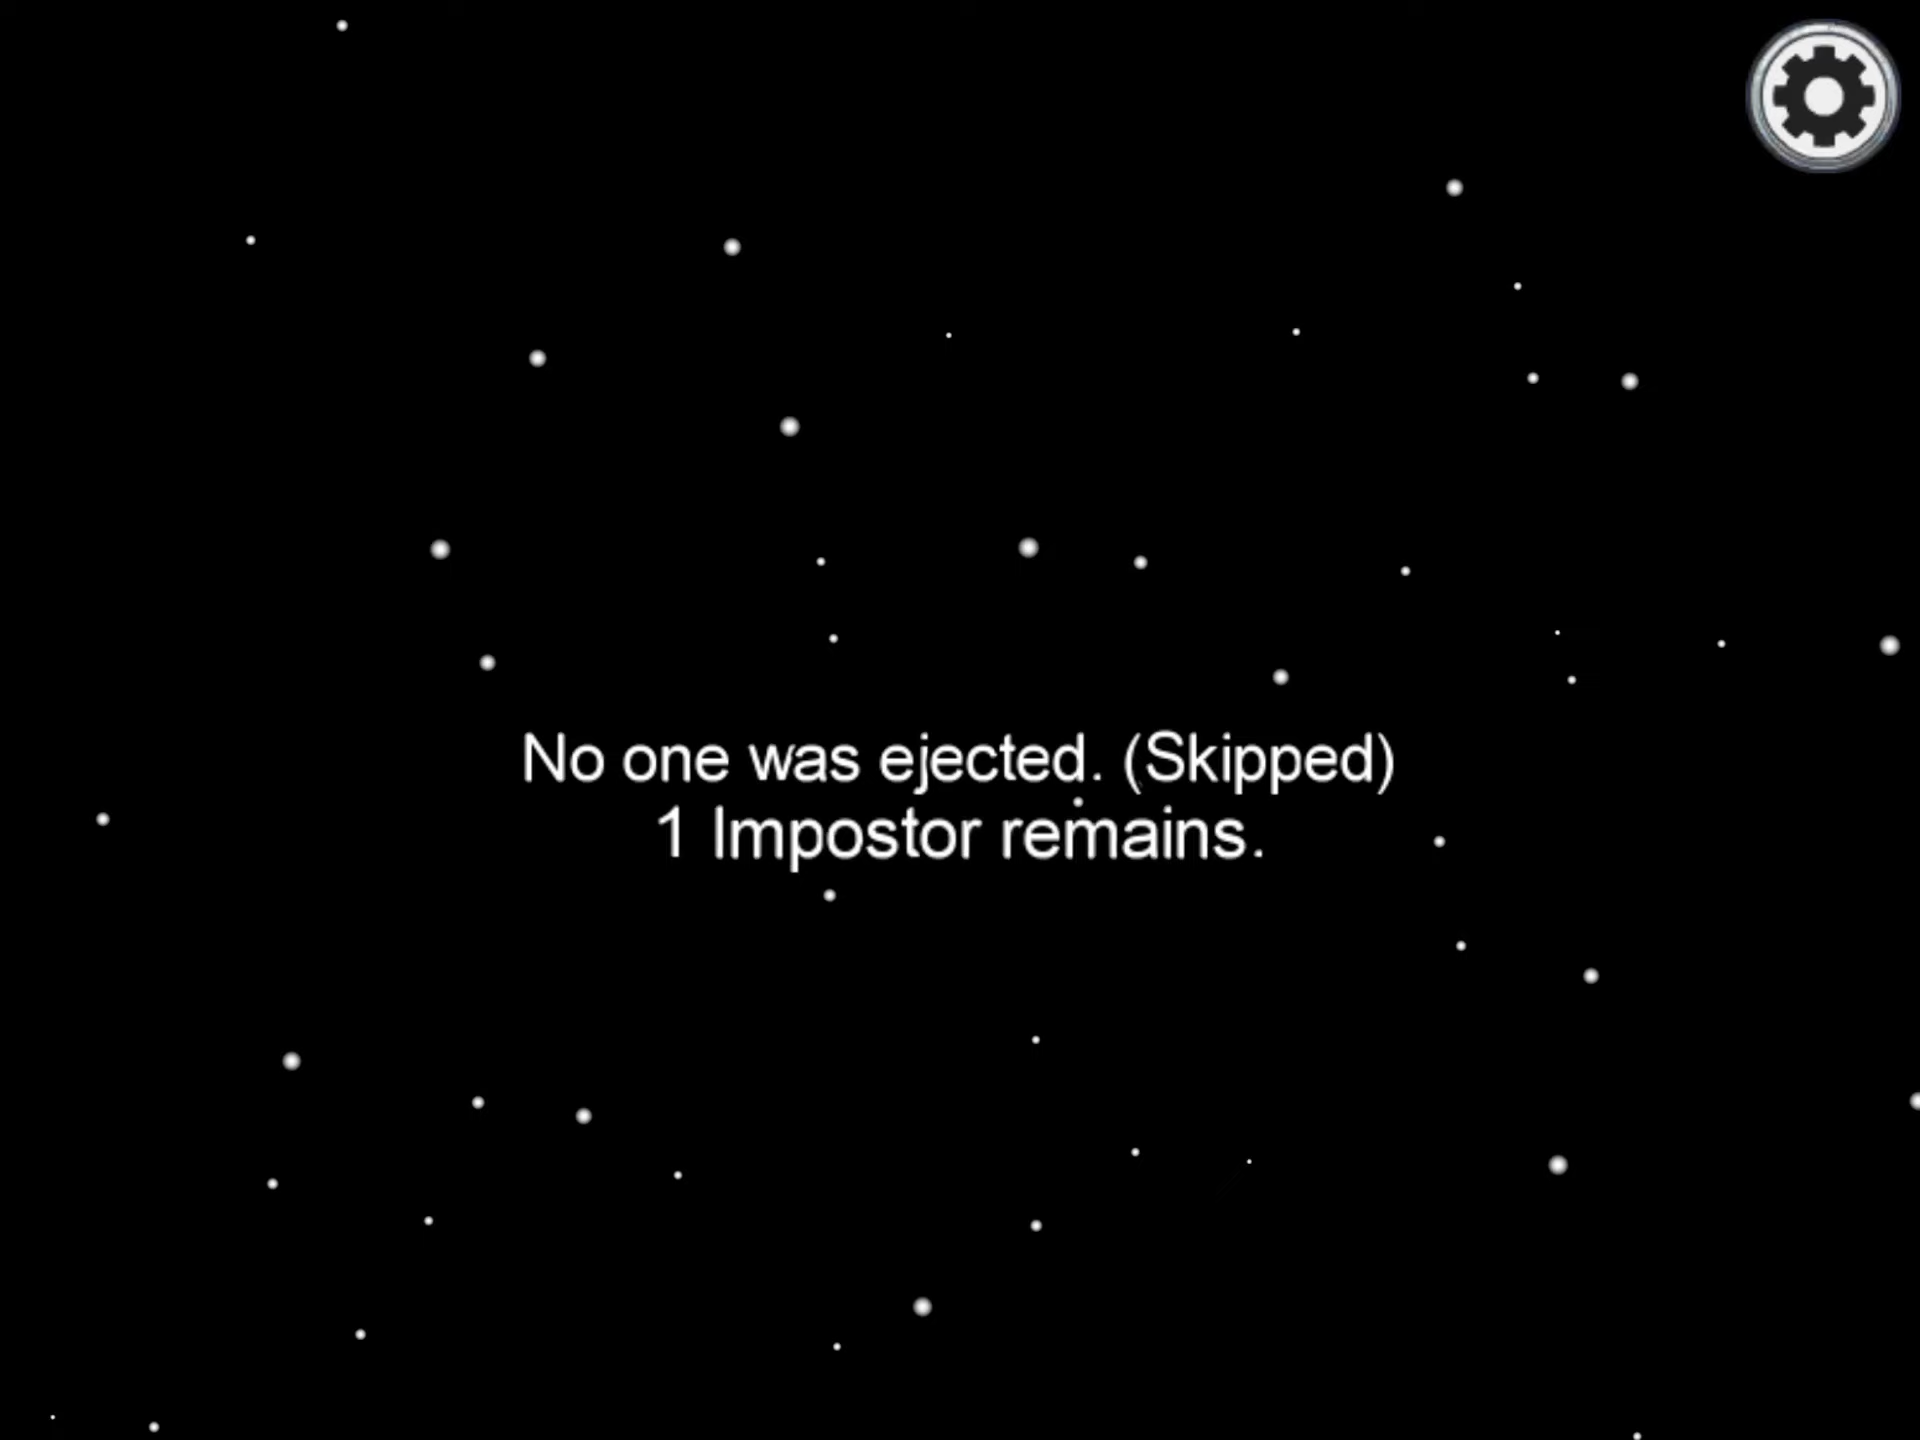 No one was ejected. (Skipped)
1 Impostor remains.